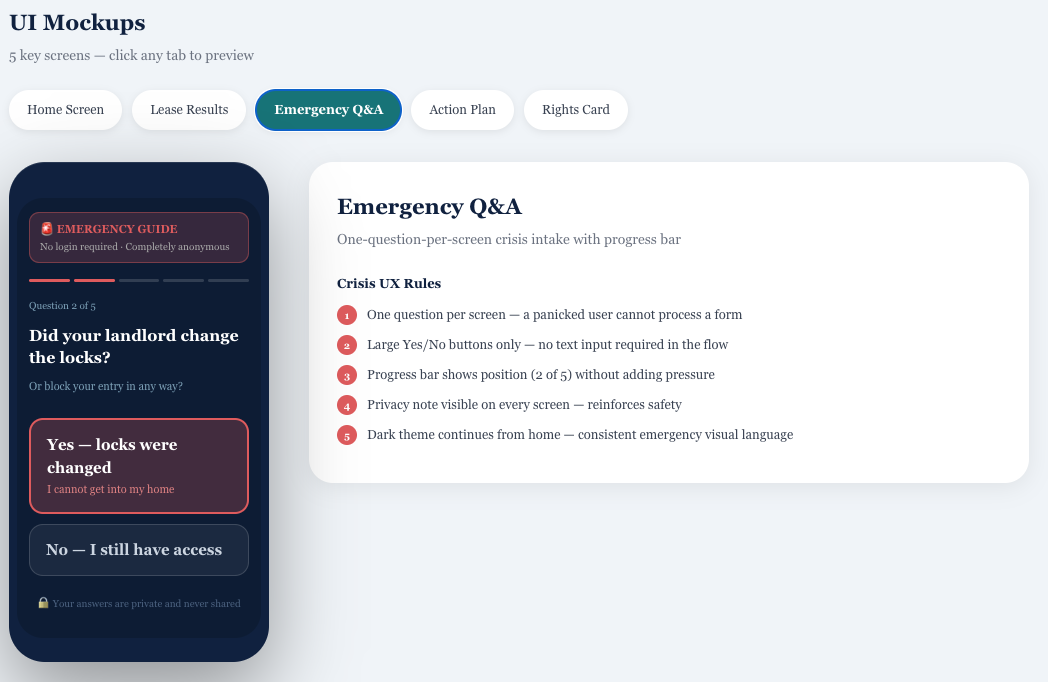 UI Mockups
5 key screens — click any tab to preview
Home Screen
Lease Results
Emergency Q&A
Action Plan
Rights Card
🚨 EMERGENCY GUIDE
No login required · Completely anonymous
Question 2 of 5
Did your landlord change
the locks?
Or block your entry in any way?
Yes — locks were
changed
I cannot get into my home
No — I still have access
🔒 Your answers are private and never shared
Emergency Q&A
One-question-per-screen crisis intake with progress bar
Crisis UX Rules
1 One question per screen — a panicked user cannot process a form
2 Large Yes/No buttons only — no text input required in the flow
3 Progress bar shows position (2 of 5) without adding pressure
4 Privacy note visible on every screen — reinforces safety
5 Dark theme continues from home — consistent emergency visual language